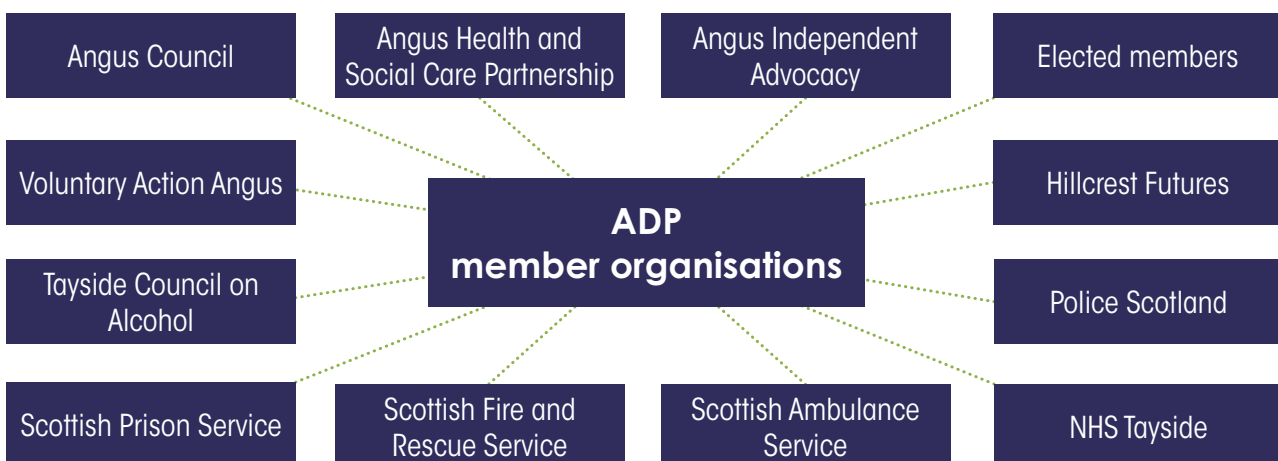 Angus Council
Angus Health and
Social Care Partnership
Angus Independent
Advocacy
Elected members
Voluntary Action Angus
Hillcrest Futures
ADP
member organisations
Tayside Council on
Alcohol
Police Scotland
Scottish Prison Service
Scottish Fire and
Rescue Service
Scottish Ambulance
Service
NHS Tayside